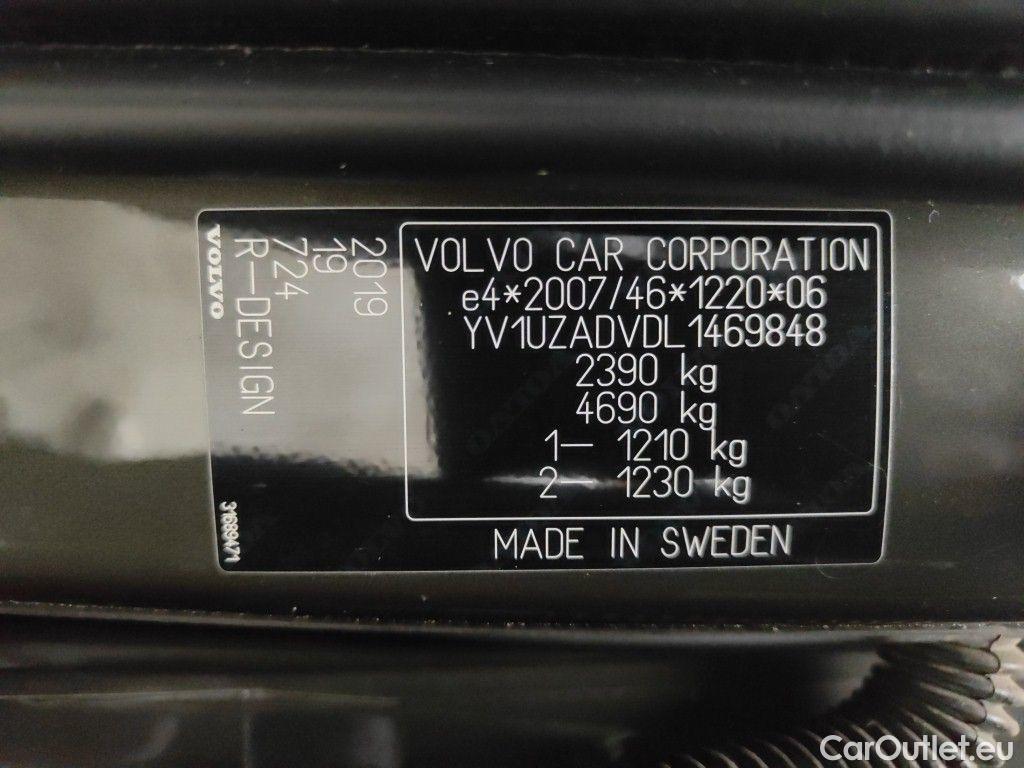 VOLVO CAR CORPORATION
e4*2007/46*1220*06
YV1UZADVDL1469848
2390 kg
4690 kg
1– 1210 kg
2– 1230 kg
MADE IN SWEDEN
2019
19
724
R-DESIGN
VOLVO
31689471
CarOutlet.eu